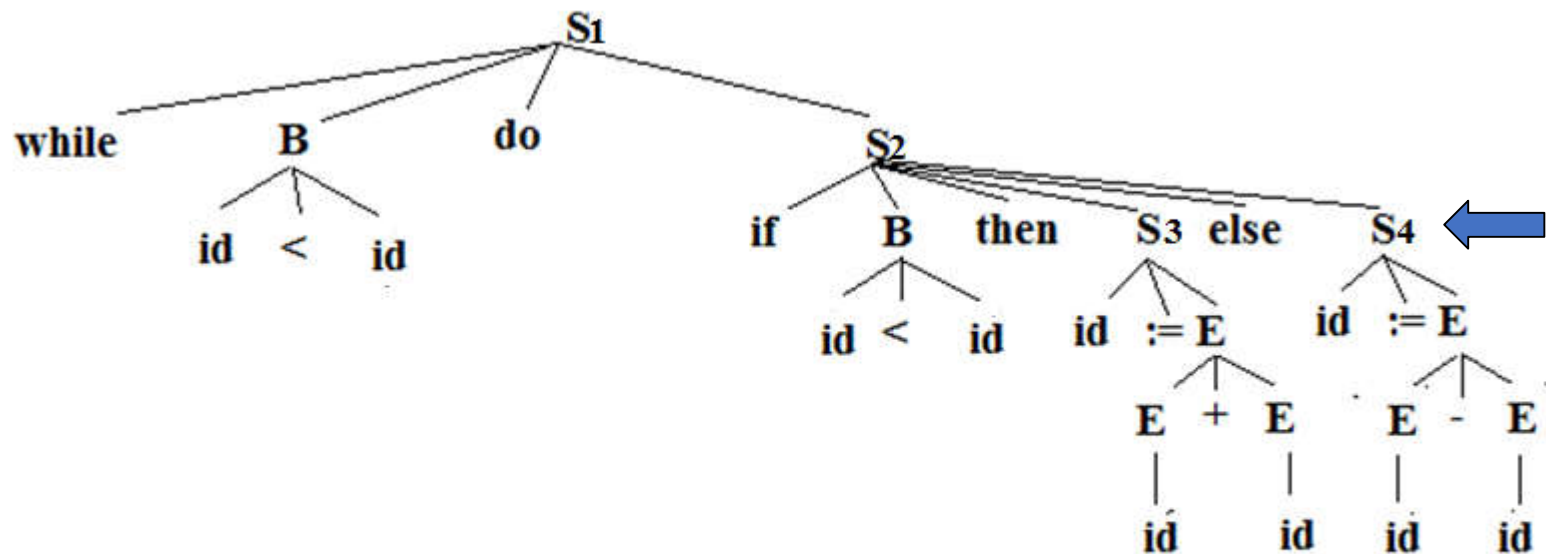 S1
while B do S2
id < id if B then S3 else S4
id < id id := E id := E
E + E E - E
id id id id